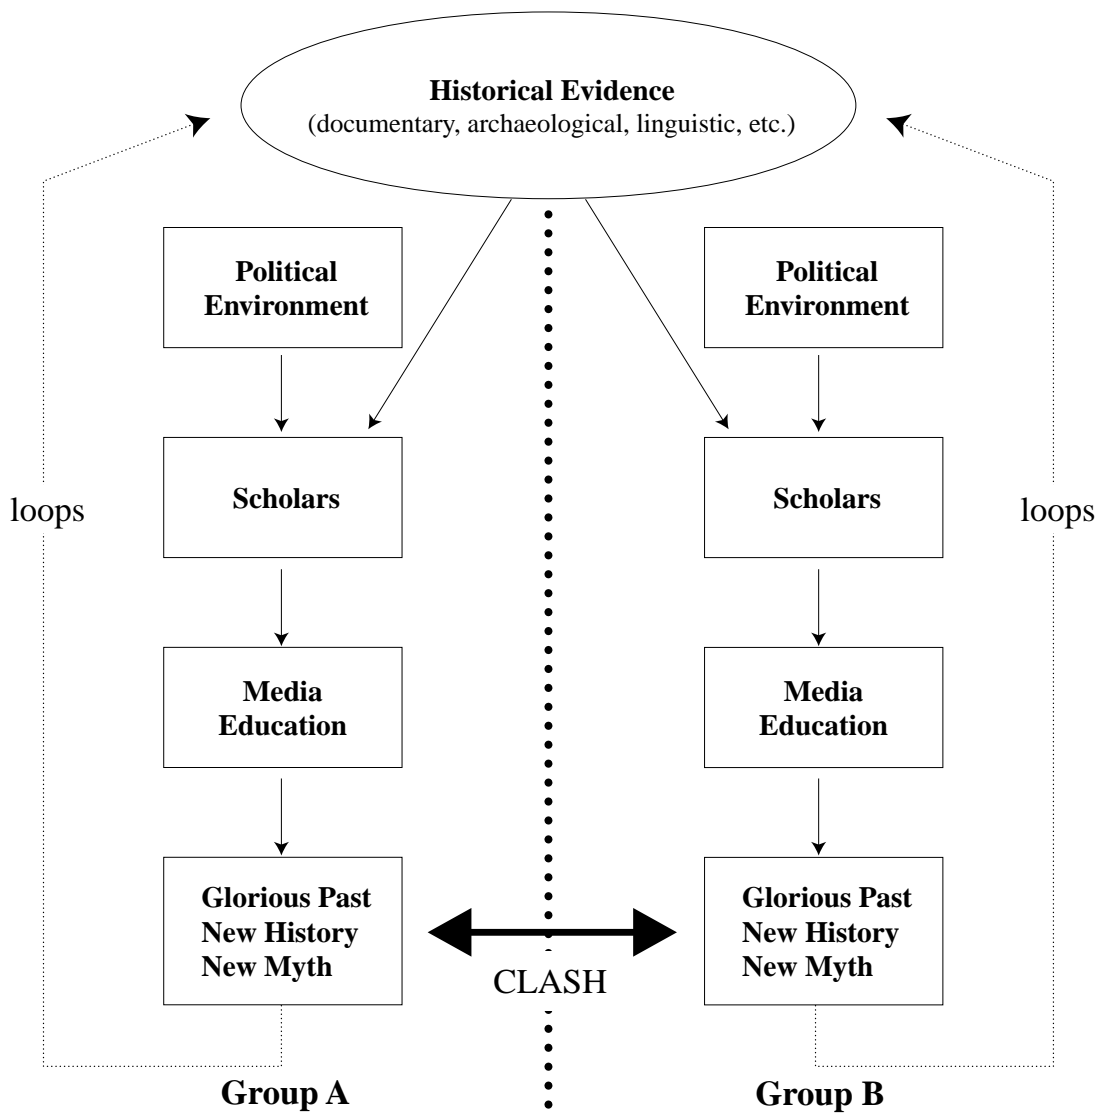 Historical Evidence
(documentary, archaeological, linguistic, etc.)
Political
Environment
Political
Environment
Scholars
Scholars
loops
loops
Media
Education
Media
Education
Glorious Past
New History
New Myth
Glorious Past
New History
New Myth
CLASH
Group A
Group B